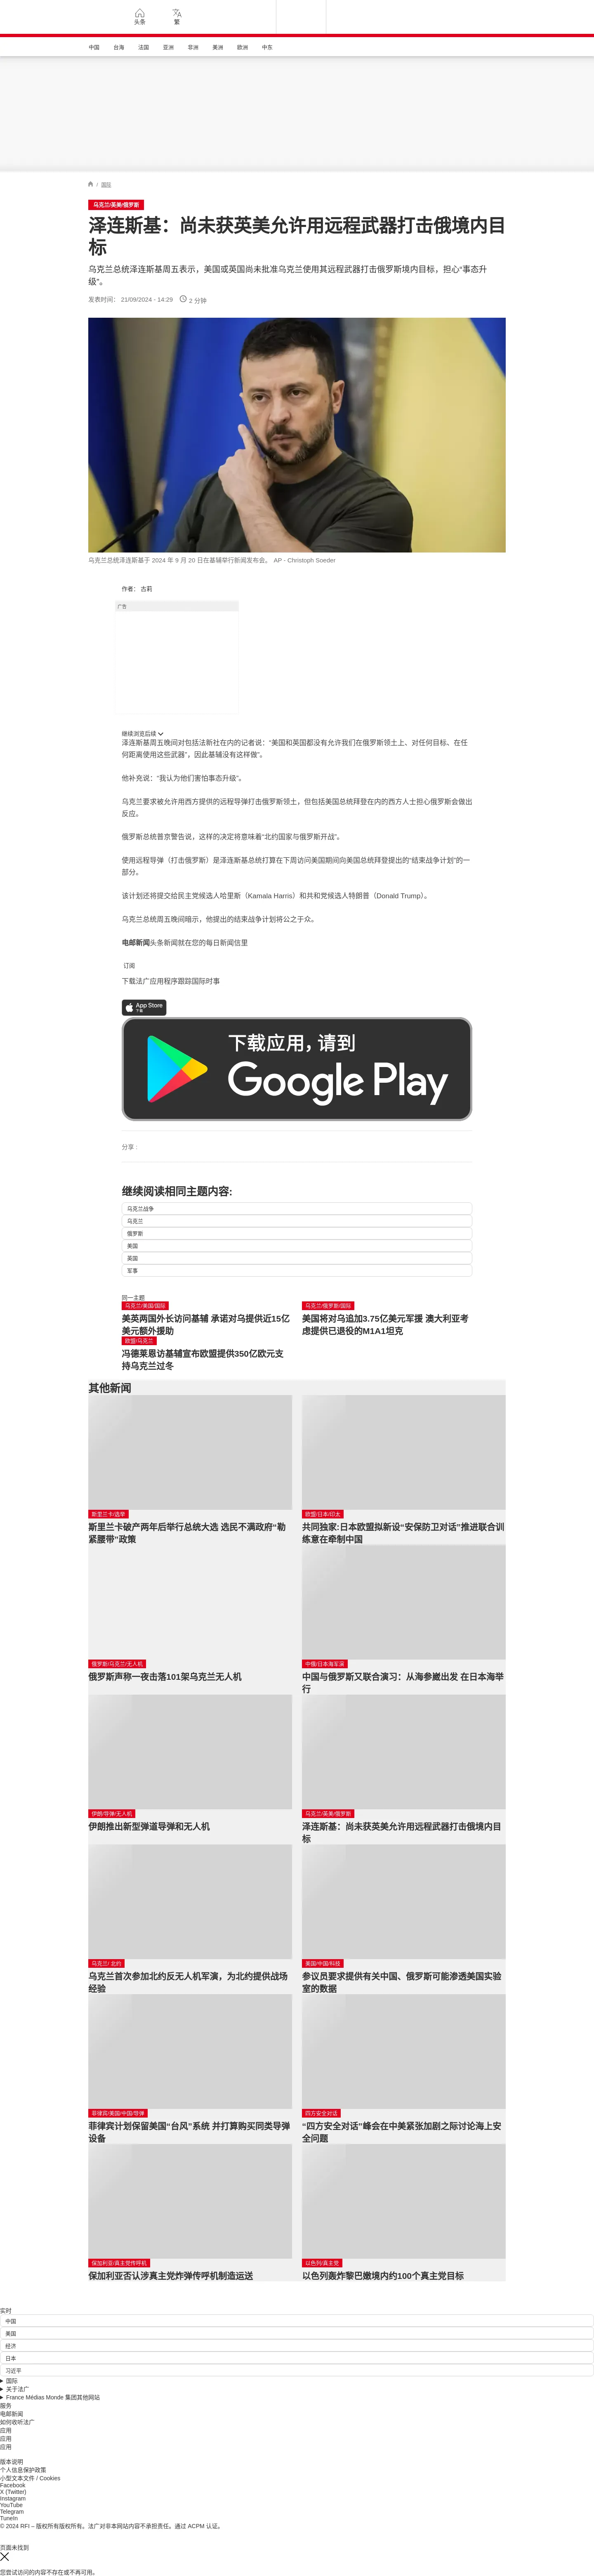 头条
繁
中国 台海 法国 亚洲 非洲 美洲 欧洲 中东
/ 国际
乌克兰/英美/俄罗斯
泽连斯基：尚未获英美允许用远程武器打击俄境内目
标
乌克兰总统泽连斯基周五表示，美国或英国尚未批准乌克兰使用其远程武器打击俄罗斯境内目标，担心“事态升
级”。
发表时间： 21/09/2024 - 14:29 2 分钟
乌克兰总统泽连斯基于 2024 年 9 月 20 日在基辅举行新闻发布会。 AP - Christoph Soeder
作者： 古莉
广告
继续浏览后续
泽连斯基周五晚间对包括法新社在内的记者说：“美国和英国都没有允许我们在俄罗斯领土上、对任何目标、在任
何距离使用这些武器”，因此基辅没有这样做”。
他补充说：“我认为他们害怕事态升级”。
乌克兰要求被允许用西方提供的远程导弹打击俄罗斯领土，但包括美国总统拜登在内的西方人士担心俄罗斯会做出
反应。
俄罗斯总统普京警告说，这样的决定将意味着“北约国家与俄罗斯开战”。
使用远程导弹（打击俄罗斯）是泽连斯基总统打算在下周访问美国期间向美国总统拜登提出的“结束战争计划”的一
部分。
该计划还将提交给民主党候选人哈里斯（Kamala Harris）和共和党候选人特朗普（Donald Trump）。
乌克兰总统周五晚间暗示，他提出的结束战争计划将公之于众。
电邮新闻头条新闻就在您的每日新闻信里
订阅
下载法广应用程序跟踪国际时事
App Store
下载
下载应用，请到
Google Play
分享 :
继续阅读相同主题内容:
乌克兰战争
乌克兰
俄罗斯
美国
英国
军事
同一主题
乌克兰/美国/国际
美英两国外长访问基辅 承诺对乌提供近15亿
美元额外援助
乌克兰/俄罗斯/国际
美国将对乌追加3.75亿美元军援 澳大利亚考
虑提供已退役的M1A1坦克
欧盟/乌克兰
冯德莱恩访基辅宣布欧盟提供350亿欧元支
持乌克兰过冬
其他新闻
斯里兰卡/选举
斯里兰卡破产两年后举行总统大选 选民不满政府“勒
紧腰带”政策
欧盟/日本/印太
共同独家:日本欧盟拟新设“安保防卫对话”推进联合训
练意在牵制中国
俄罗斯/乌克兰/无人机
俄罗斯声称一夜击落101架乌克兰无人机
中俄/日本海军演
中国与俄罗斯又联合演习：从海参崴出发 在日本海举
行
伊朗/导弹/无人机
伊朗推出新型弹道导弹和无人机
乌克兰/英美/俄罗斯
泽连斯基：尚未获英美允许用远程武器打击俄境内目
标
乌克兰/ 北约
乌克兰首次参加北约反无人机军演，为北约提供战场
经验
美国/中国/科技
参议员要求提供有关中国、俄罗斯可能渗透美国实验
室的数据
菲律宾/美国/中国/导弹
菲律宾计划保留美国“台风”系统 并打算购买同类导弹
设备
四方安全对话
“四方安全对话”峰会在中美紧张加剧之际讨论海上安
全问题
保加利亚/真主党传呼机
保加利亚否认涉真主党炸弹传呼机制造运送
以色列/真主党
以色列轰炸黎巴嫩境内约100个真主党目标
实时
中国
美国
经济
日本
习近平
国际
关于法广
France Médias Monde 集团其他网站
服务
电邮新闻
如何收听法广
应用
应用
应用
版本说明
个人信息保护政策
小型文本文件 / Cookies
Facebook
X (Twitter)
Instagram
YouTube
Telegram
TuneIn
© 2024 RFI – 版权所有版权所有。法广对非本网站内容不承担责任。通过 ACPM 认证。
页面未找到
您尝试访问的内容不存在或不再可用。